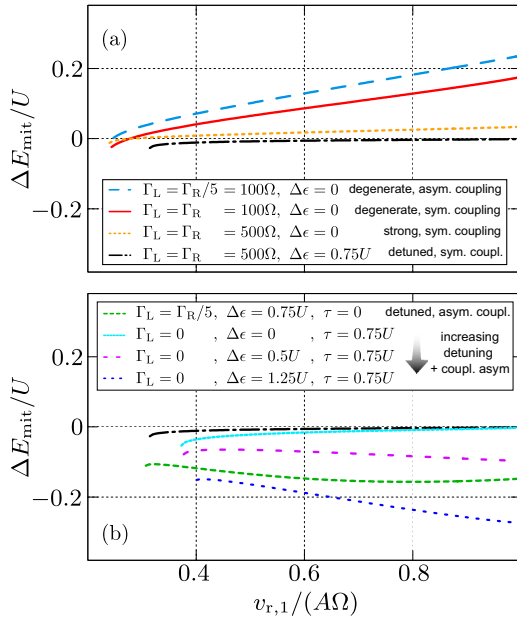 (a)
0.2
0
−0.2
ΔE_mit/U
Γ_L = Γ_R/5 = 100Ω, Δϵ = 0 degenerate, asym. coupling
Γ_L = Γ_R = 100Ω, Δϵ = 0 degenerate, sym. coupling
Γ_L = Γ_R = 500Ω, Δϵ = 0 strong, sym. coupling
Γ_L = Γ_R = 500Ω, Δϵ = 0.75U detuned, sym. coupl.
Γ_L = Γ_R/5, Δϵ = 0.75U, τ = 0 detuned, asym. coupl.
Γ_L = 0 , Δϵ = 0 , τ = 0.75U
Γ_L = 0 , Δϵ = 0.5U , τ = 0.75U
Γ_L = 0 , Δϵ = 1.25U, τ = 0.75U
increasing
detuning
+ coupl. asym
0.2
0
−0.2
ΔE_mit/U
(b)
0.4 0.6 0.8
v_r,1/(AΩ)